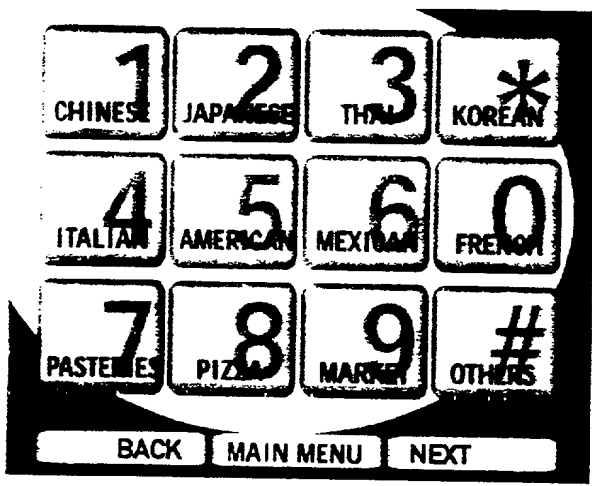 1 2 3 *
CHINESE JAPANESE THAI KOREAN
4 5 6 0
ITALIAN AMERICAN MEXICAN FRENCH
7 8 9 #
PASTERIES PIZZA MARKET OTHERS
BACK MAIN MENU NEXT